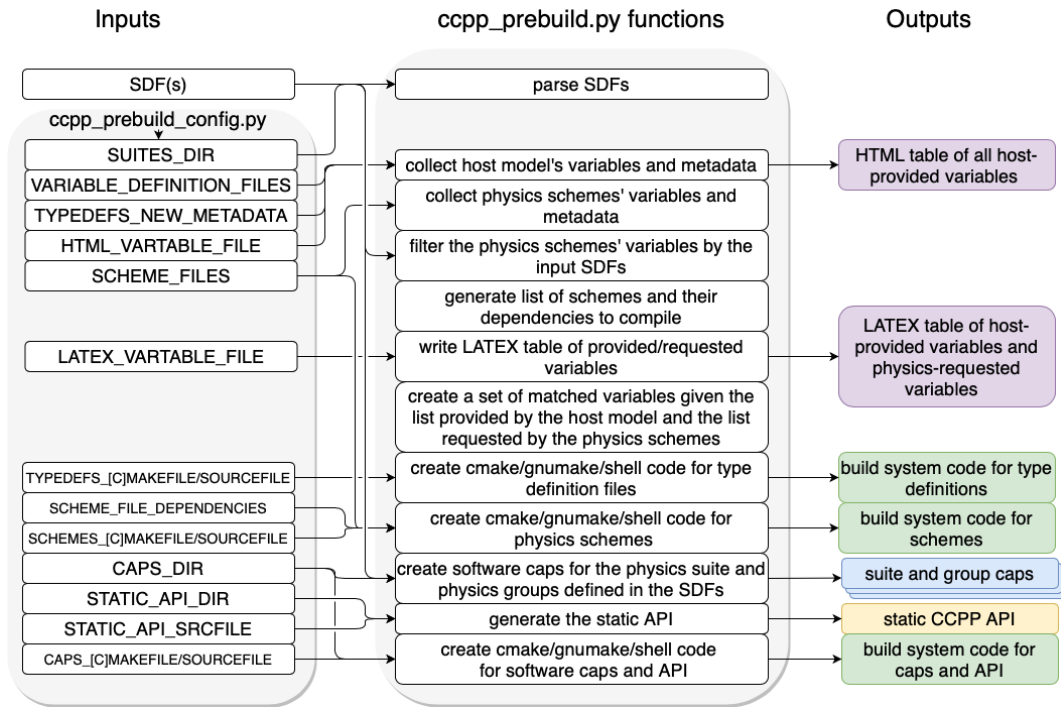 Inputs
ccpp_prebuild.py functions
Outputs
SDF(s)
ccpp_prebuild_config.py
SUITES_DIR
VARIABLE_DEFINITION_FILES
TYPEDEFS_NEW_METADATA
HTML_VARTABLE_FILE
SCHEME_FILES
LATEX_VARTABLE_FILE
TYPEDEFS_[C]MAKEFILE/SOURCEFILE
SCHEME_FILE_DEPENDENCIES
SCHEMES_[C]MAKEFILE/SOURCEFILE
CAPS_DIR
STATIC_API_DIR
STATIC_API_SRCFILE
CAPS_[C]MAKEFILE/SOURCEFILE
parse SDFs
collect host model's variables and metadata
collect physics schemes' variables and
metadata
filter the physics schemes' variables by the
input SDFs
generate list of schemes and their
dependencies to compile
write LATEX table of provided/requested
variables
create a set of matched variables given the
list provided by the host model and the list
requested by the physics schemes
create cmake/gnumake/shell code for type
definition files
create cmake/gnumake/shell code for
physics schemes
create software caps for the physics suite and
physics groups defined in the SDFs
generate the static API
create cmake/gnumake/shell code
for software caps and API
HTML table of all host-
provided variables
LATEX table of host-
provided variables and
physics-requested
variables
build system code for type
definitions
build system code for
schemes
suite and group caps
static CCPP API
build system code for
caps and API